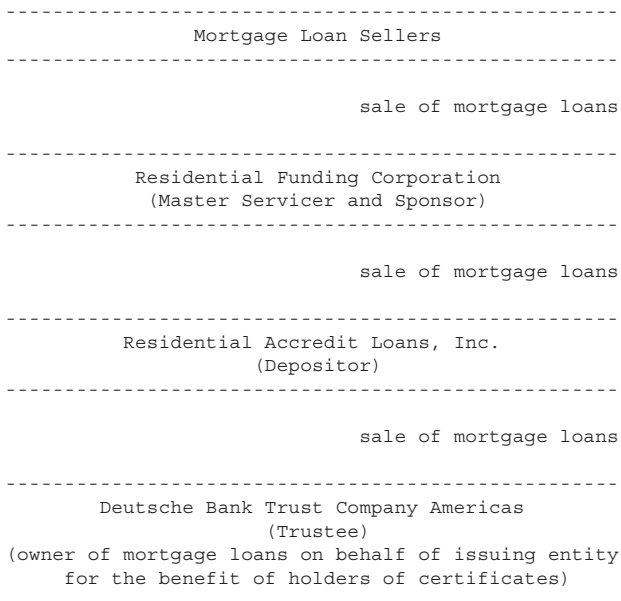 ----------------------------------------------------
Mortgage Loan Sellers
----------------------------------------------------
sale of mortgage loans
----------------------------------------------------
Residential Funding Corporation
(Master Servicer and Sponsor)
----------------------------------------------------
sale of mortgage loans
----------------------------------------------------
Residential Accredit Loans, Inc.
(Depositor)
----------------------------------------------------
sale of mortgage loans
----------------------------------------------------
Deutsche Bank Trust Company Americas
(Trustee)
(owner of mortgage loans on behalf of issuing entity
for the benefit of holders of certificates)